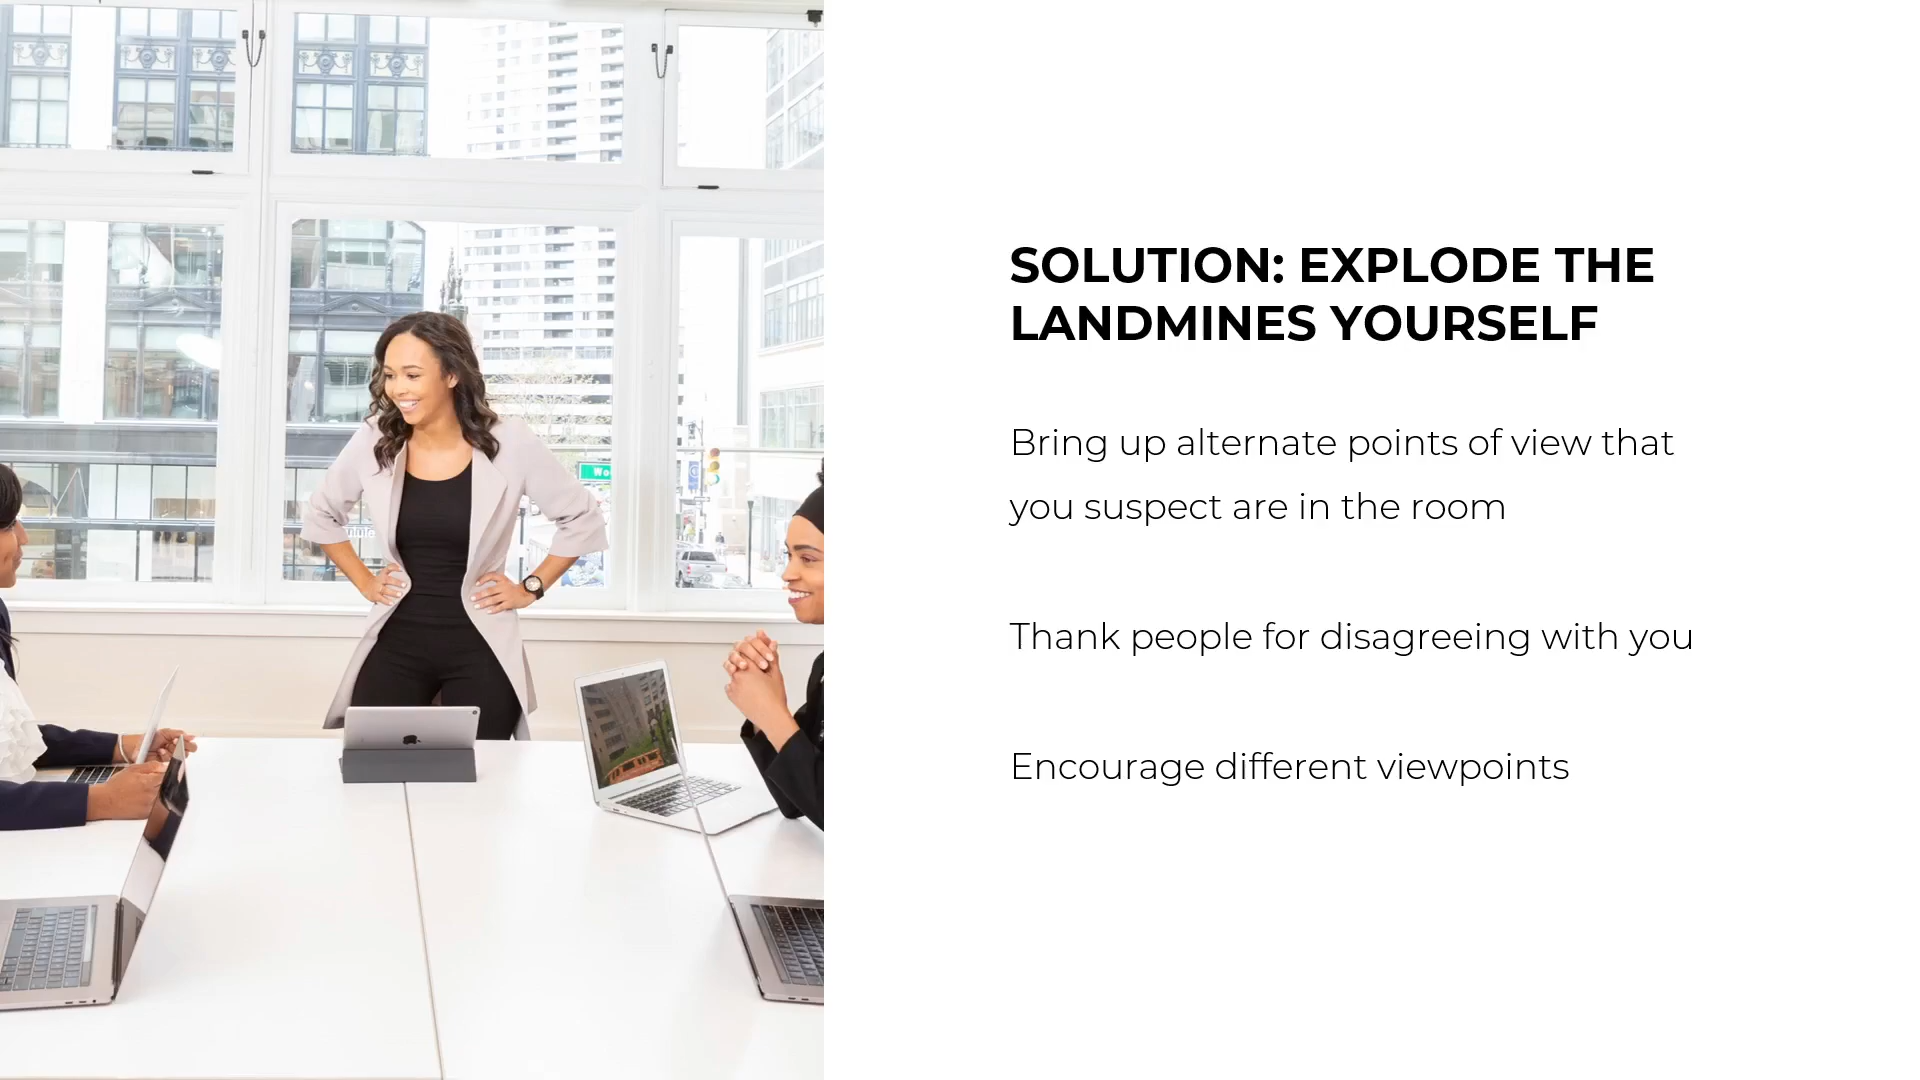 SOLUTION: EXPLODE THE
LANDMINES YOURSELF
Bring up alternate points of view that
you suspect are in the room
Thank people for disagreeing with you
Encourage different viewpoints
Wo